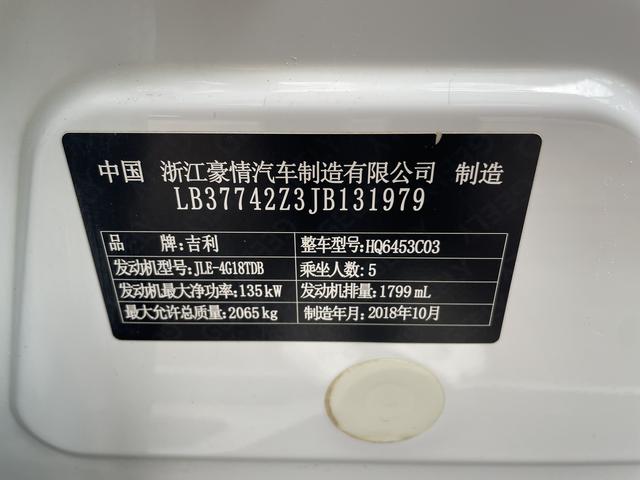 中国 浙江豪情汽车制造有限公司 制造
LB37742Z3JB131979
品 牌:吉利 整车型号:HQ6453C03
发动机型号:JLE-4G18TDB 乘坐人数:5
发动机最大净功率:135kW 发动机排量:1799mL
最大允许总质量:2065kg 制造年月:2018年10月